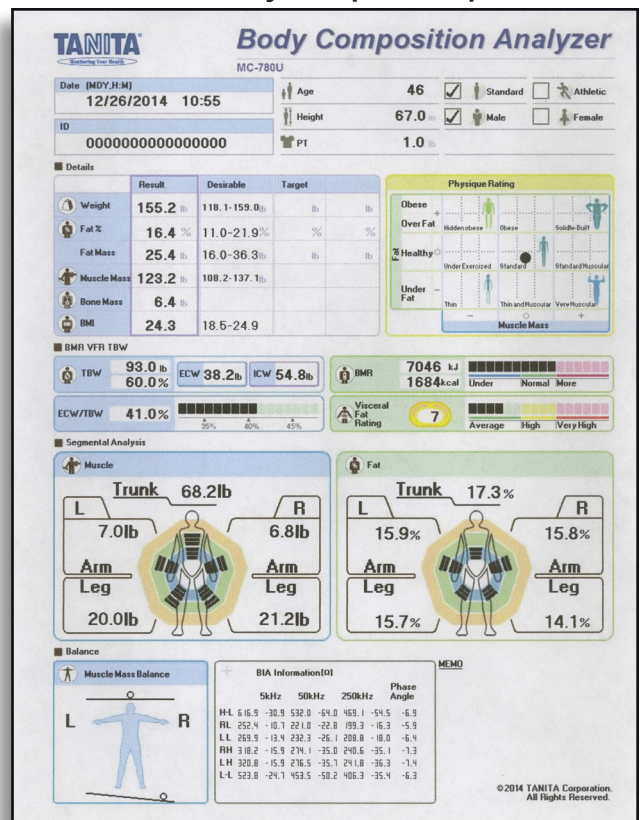 TANITA
Monitoring Your Health
Body Composition Analyzer
MC-780U
Date (MDY,H:M)
12/26/2014 10:55
ID
0000000000000000
Age 46 Standard Athletic
Height 67.0 in Male Female
PT 1.0 lb
Details
Result Desirable Target
Weight 155.2 lb 118.1-159.0lb lb lb
Fat % 16.4 % 11.0-21.9% % %
Fat Mass 25.4 lb 16.0-36.3lb lb lb
Muscle Mass 123.2 lb 108.2-137.1lb
Bone Mass 6.4 lb
BMI 24.3 18.5-24.9
Physique Rating
Obese
+
Over Fat
Hidden obese Obese Solidly-Built
Fat
Healthy
Under Exercised Standard Standard Muscular
Under Fat
−
Thin Thin and Muscular Very Muscular
− ○ +
Muscle Mass
BMR VFR TBW
TBW 93.0 lb
60.0%
ECW 38.2lb ICW 54.8lb
BMR 7046 kJ
1684kcal
Under Normal More
ECW/TBW 41.0%
35% 40% 45%
Visceral Fat Rating 7
Average High Very High
Segmental Analysis
Muscle
Trunk 68.2lb
L R
7.0lb 6.8lb
Arm Arm
Leg Leg
20.0lb 21.2lb
Fat
Trunk 17.3%
L R
15.9% 15.8%
Arm Arm
Leg Leg
15.7% 14.1%
Balance
Muscle Mass Balance
L R
BIA Information[Ω]
5kHz 50kHz 250kHz Phase Angle
H-L 616.9 -30.9 532.0 -64.0 469.1 -54.5 -6.9
RL 252.4 -10.7 221.0 -22.8 199.3 -16.3 -5.9
LL 269.9 -13.4 232.3 -26.1 208.8 -18.0 -6.4
RH 318.2 -15.9 274.1 -35.0 240.6 -35.1 -7.3
LH 320.8 -15.9 276.5 -35.7 241.8 -36.3 -7.4
L-L 523.8 -24.7 453.5 -50.2 406.3 -35.4 -6.3
MEMO
©2014 TANITA Corporation.
All Rights Reserved.